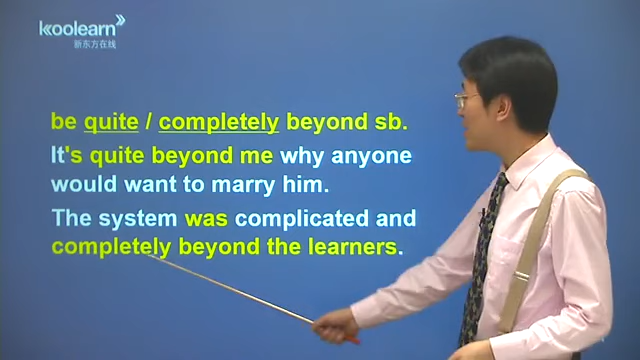 koolearn
新东方在线
be quite / completely beyond sb.
It's quite beyond me why anyone
would want to marry him.
The system was complicated and
completely beyond the learners.